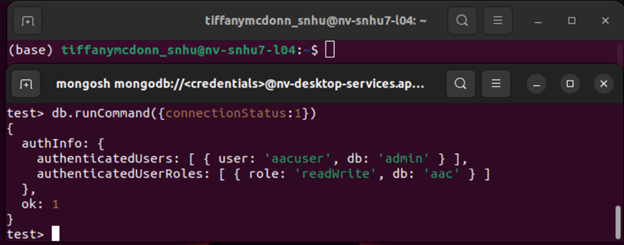 tiffanymcdonn_snhu@nv-snhu7-l04: ~
(base) tiffanymcdonn_snhu@nv-snhu7-l04:~$
mongosh mongodb://<credentials>@nv-desktop-services.ap…
test> db.runCommand({connectionStatus:1})
{
  authInfo: {
    authenticatedUsers: [ { user: 'aacuser', db: 'admin' } ],
    authenticatedUserRoles: [ { role: 'readWrite', db: 'aac' } ]
  },
  ok: 1
}
test>